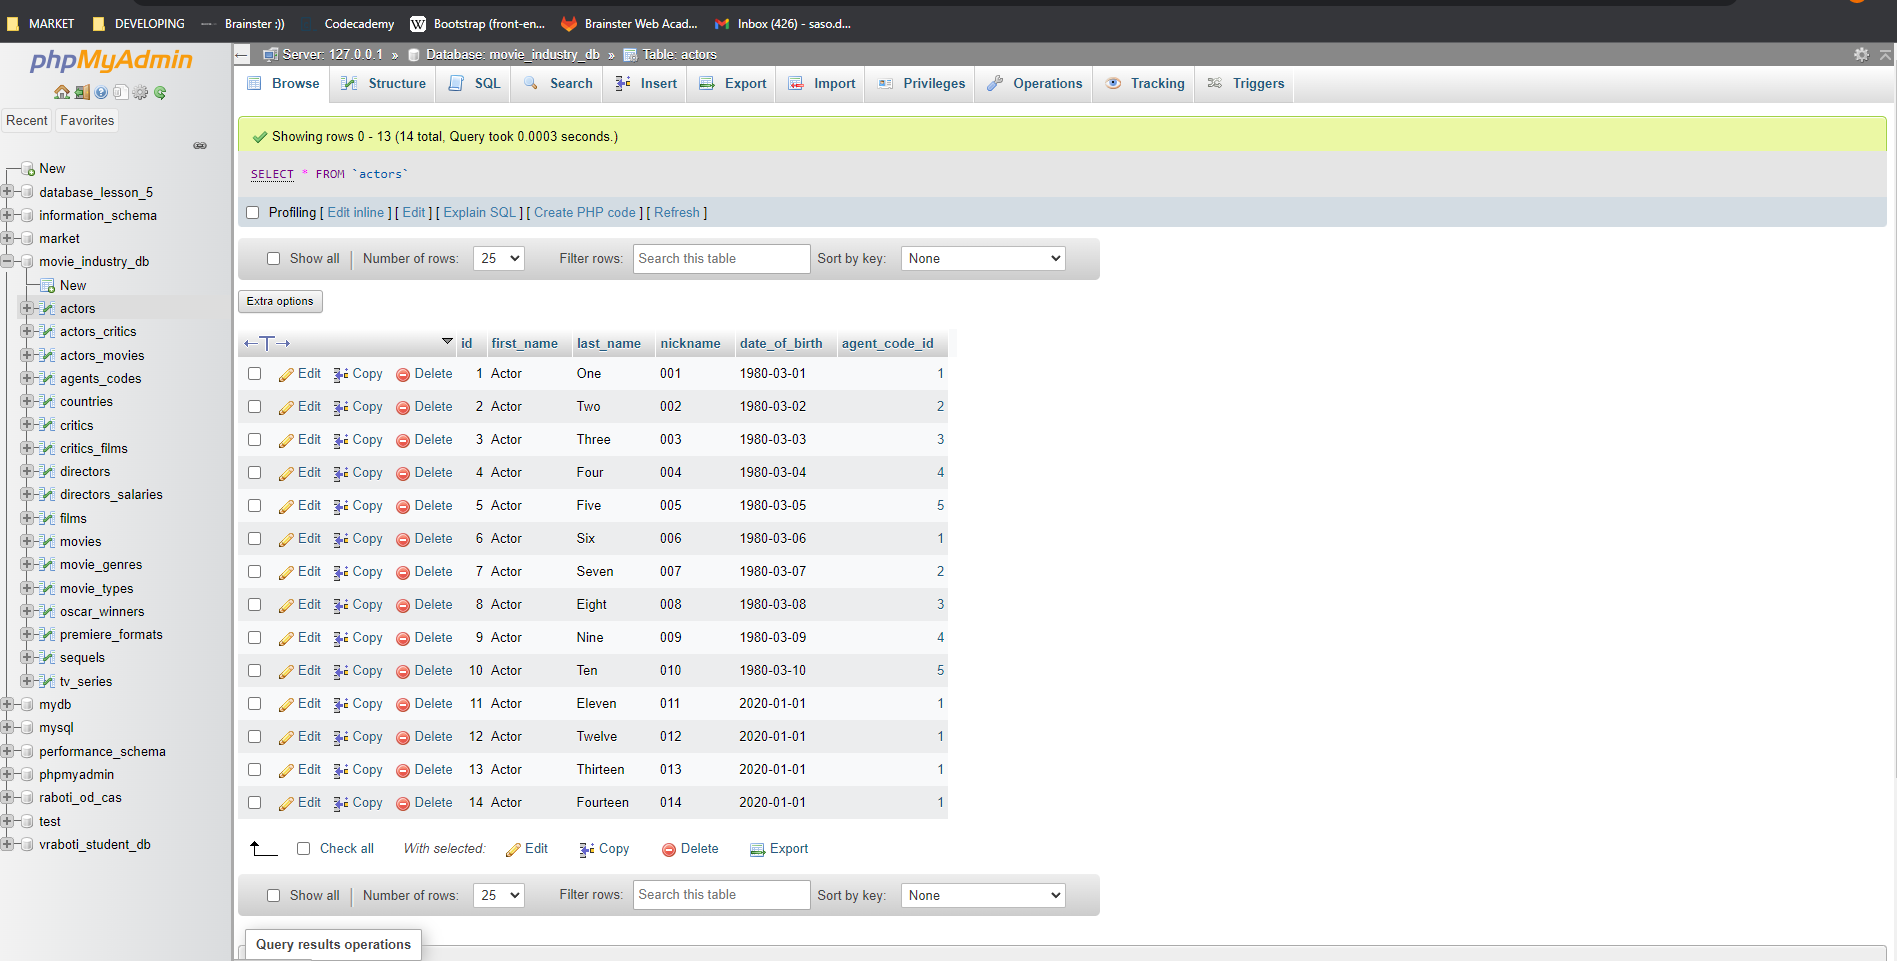 MARKET DEVELOPING Brainster :)) Codecademy Bootstrap (front-en... Brainster Web Acad... Inbox (426) - saso.d...
phpMyAdmin
Recent Favorites
New
database_lesson_5
information_schema
market
movie_industry_db
New
actors
actors_critics
actors_movies
agents_codes
countries
critics
critics_films
directors
directors_salaries
films
movies
movie_genres
movie_types
oscar_winners
premiere_formats
sequels
tv_series
mydb
mysql
performance_schema
phpmyadmin
raboti_od_cas
test
vraboti_student_db
Server: 127.0.0.1 » Database: movie_industry_db » Table: actors
Browse Structure SQL Search Insert Export Import Privileges Operations Tracking Triggers
Showing rows 0 - 13 (14 total, Query took 0.0003 seconds.)
SELECT * FROM `actors`
Profiling [ Edit inline ] [ Edit ] [ Explain SQL ] [ Create PHP code ] [ Refresh ]
Show all | Number of rows: 25 Filter rows: Search this table Sort by key: None
Extra options
←T→ id first_name last_name nickname date_of_birth agent_code_id
Edit Copy Delete 1 Actor One 001 1980-03-01 1
Edit Copy Delete 2 Actor Two 002 1980-03-02 2
Edit Copy Delete 3 Actor Three 003 1980-03-03 3
Edit Copy Delete 4 Actor Four 004 1980-03-04 4
Edit Copy Delete 5 Actor Five 005 1980-03-05 5
Edit Copy Delete 6 Actor Six 006 1980-03-06 1
Edit Copy Delete 7 Actor Seven 007 1980-03-07 2
Edit Copy Delete 8 Actor Eight 008 1980-03-08 3
Edit Copy Delete 9 Actor Nine 009 1980-03-09 4
Edit Copy Delete 10 Actor Ten 010 1980-03-10 5
Edit Copy Delete 11 Actor Eleven 011 2020-01-01 1
Edit Copy Delete 12 Actor Twelve 012 2020-01-01 1
Edit Copy Delete 13 Actor Thirteen 013 2020-01-01 1
Edit Copy Delete 14 Actor Fourteen 014 2020-01-01 1
Check all With selected: Edit Copy Delete Export
Show all | Number of rows: 25 Filter rows: Search this table Sort by key: None
Query results operations